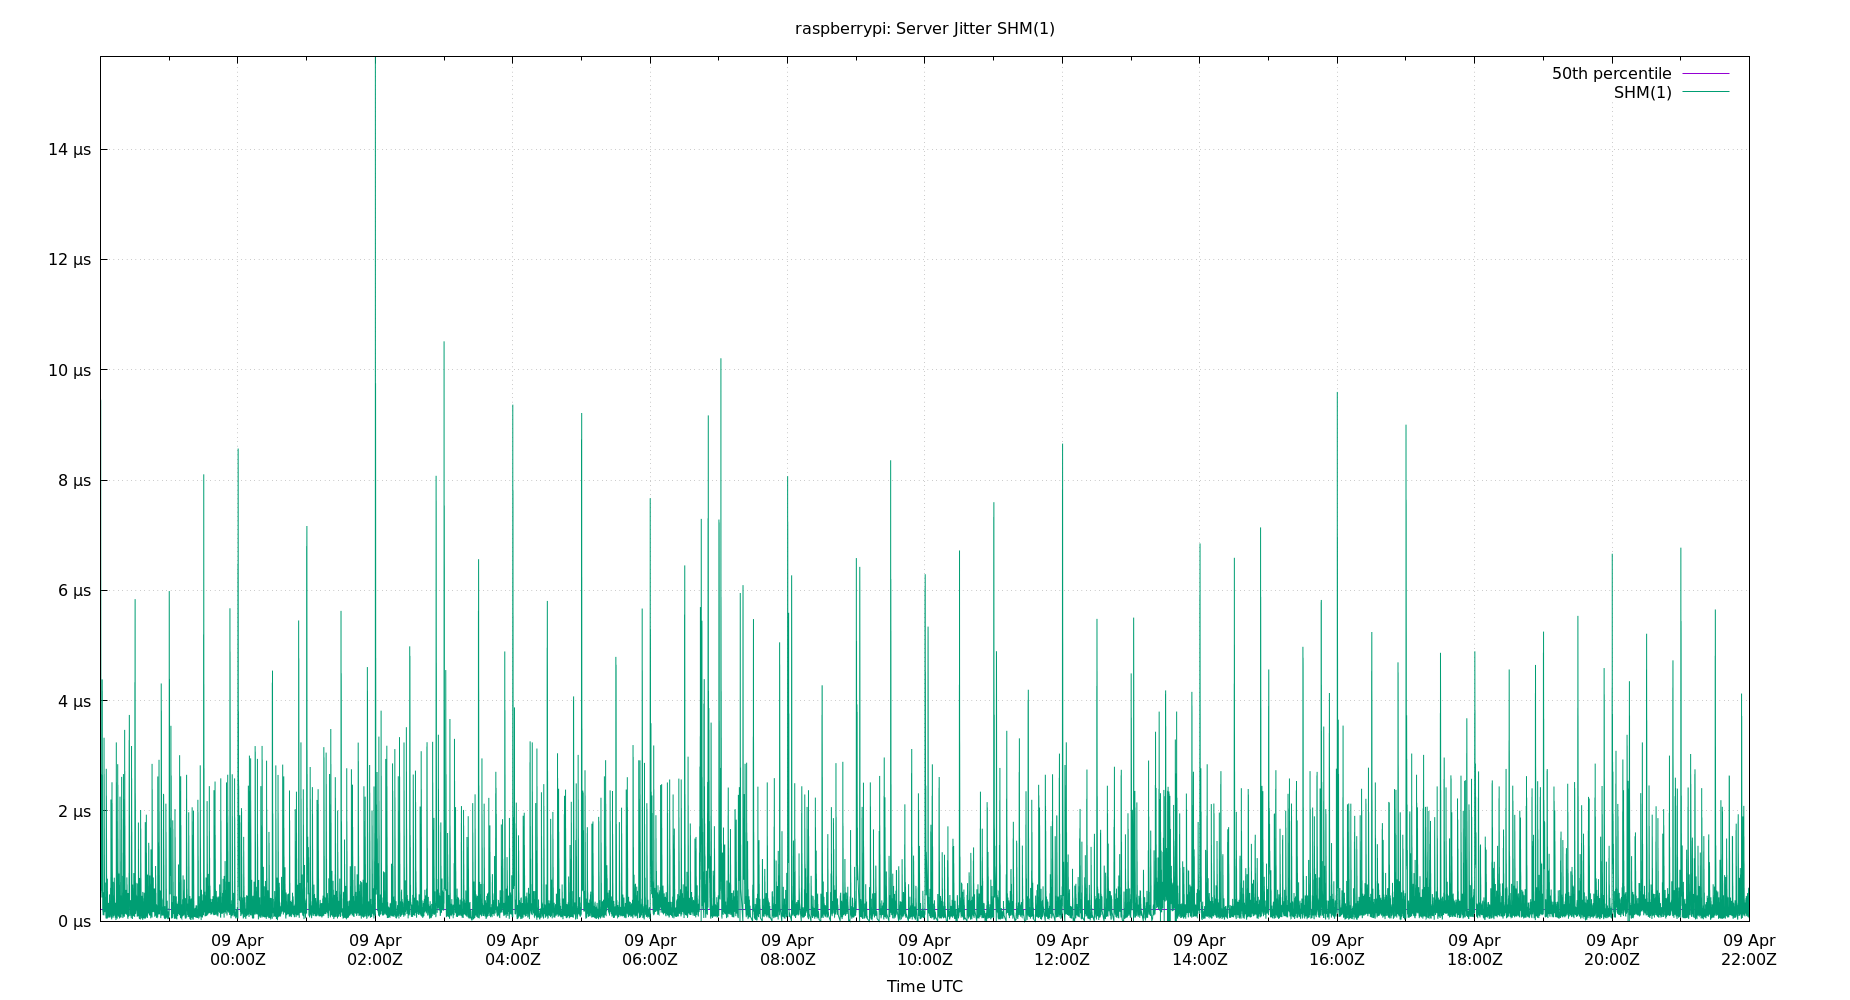 raspberrypi: Server Jitter SHM(1)
50th percentile
SHM(1)
14 µs
12 µs
10 µs
8 µs
6 µs
4 µs
2 µs
0 µs
09 Apr 09 Apr 09 Apr 09 Apr 09 Apr 09 Apr 09 Apr 09 Apr 09 Apr 09 Apr 09 Apr 09 Apr
00:00Z 02:00Z 04:00Z 06:00Z 08:00Z 10:00Z 12:00Z 14:00Z 16:00Z 18:00Z 20:00Z 22:00Z
Time UTC